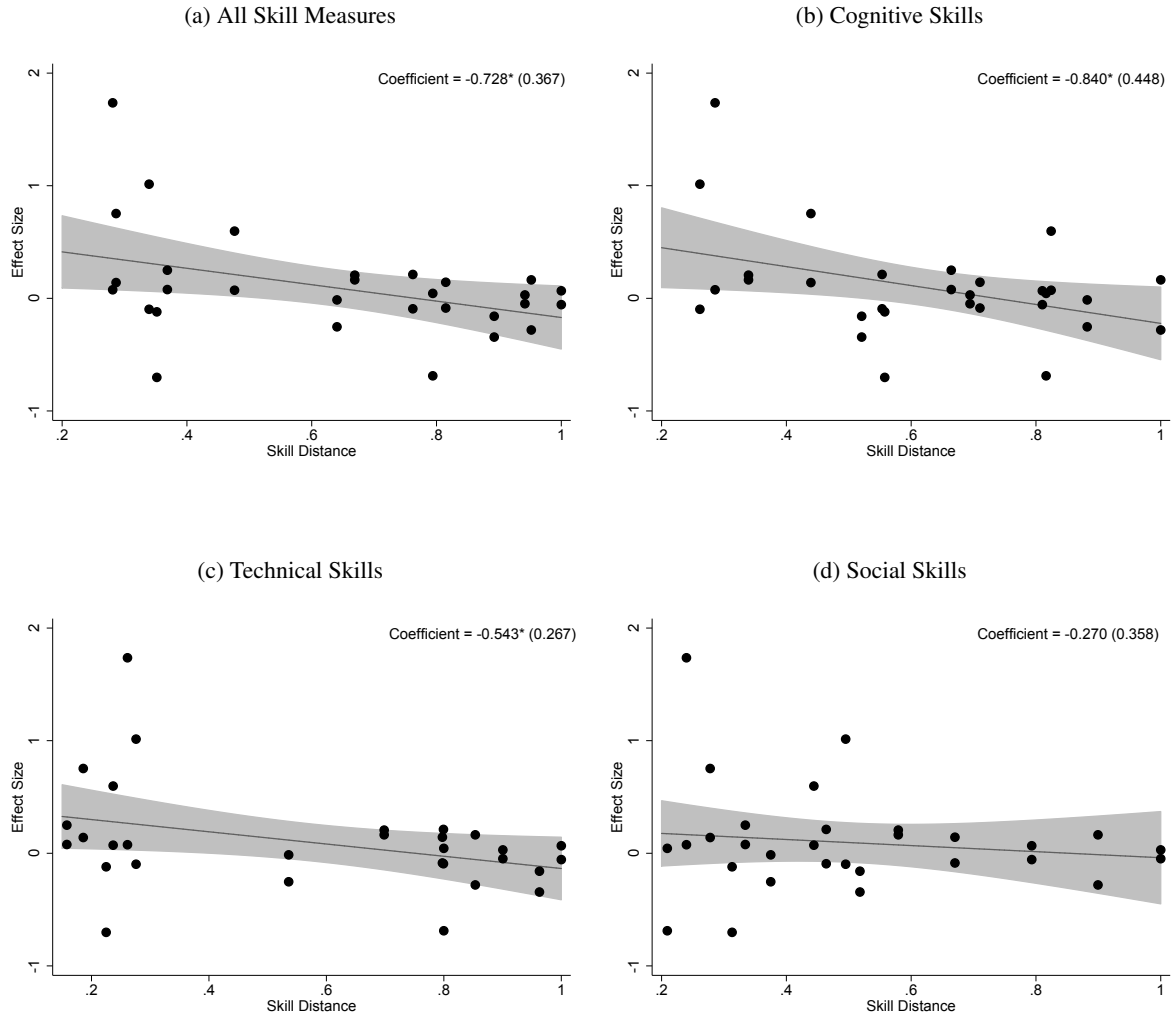 (a) All Skill Measures
Coefficient = -0.728* (0.367)
2
1
0
-1
Effect Size
.2 .4 .6 .8 1
Skill Distance
(b) Cognitive Skills
Coefficient = -0.840* (0.448)
2
1
0
-1
Effect Size
.2 .4 .6 .8 1
Skill Distance
(c) Technical Skills
Coefficient = -0.543* (0.267)
2
1
0
-1
Effect Size
.2 .4 .6 .8 1
Skill Distance
(d) Social Skills
Coefficient = -0.270 (0.358)
2
1
0
-1
Effect Size
.2 .4 .6 .8 1
Skill Distance